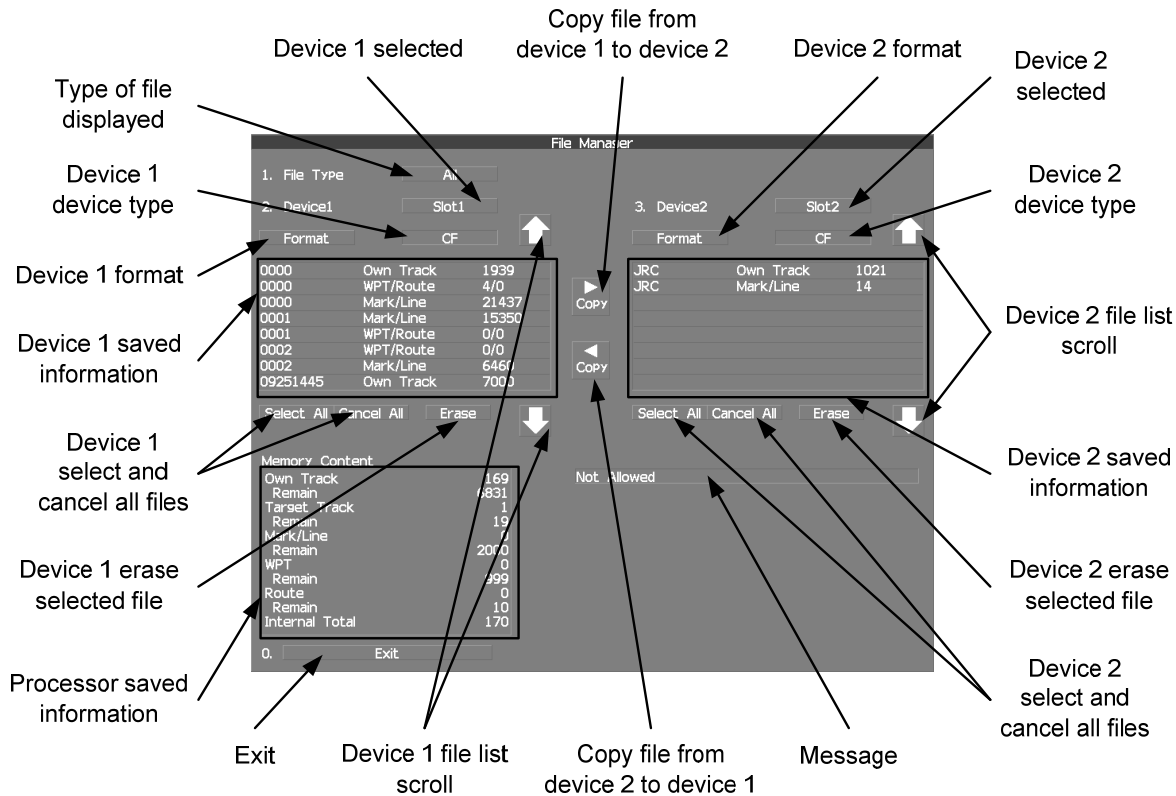 Copy file from
device 1 to device 2
Device 1 selected
Device 2 format
Device 2
selected
Type of file
displayed
Device 1
device type
Device 2
device type
Device 1 format
Device 1 saved
information
Device 2 file list
scroll
Device 1
select and
cancel all files
Device 2 saved
information
Device 1 erase
selected file
Device 2 erase
selected file
Processor saved
information
Device 2
select and
cancel all files
Exit
Device 1 file list
scroll
Copy file from
device 2 to device 1
Message
File Manager
1. File Type All
2. Device1 Slot1
Format CF
0000 Own Track 1939
0000 WPT/Route 4/0
0000 Mark/Line 21437
0001 Mark/Line 15350
0001 WPT/Route 0/0
0002 WPT/Route 0/0
0002 Mark/Line 6460
09251445 Own Track 7000
Select All Cancel All Erase
Copy
Copy
3. Device2 Slot2
Format CF
JRC Own Track 1021
JRC Mark/Line 14
Select All Cancel All Erase
Memory Content
Own Track 169
Remain 6831
Target Track 1
Remain 19
Mark/Line 0
Remain 2000
WPT 0
Remain 999
Route 0
Remain 10
Internal Total 170
Not Allowed
0. Exit